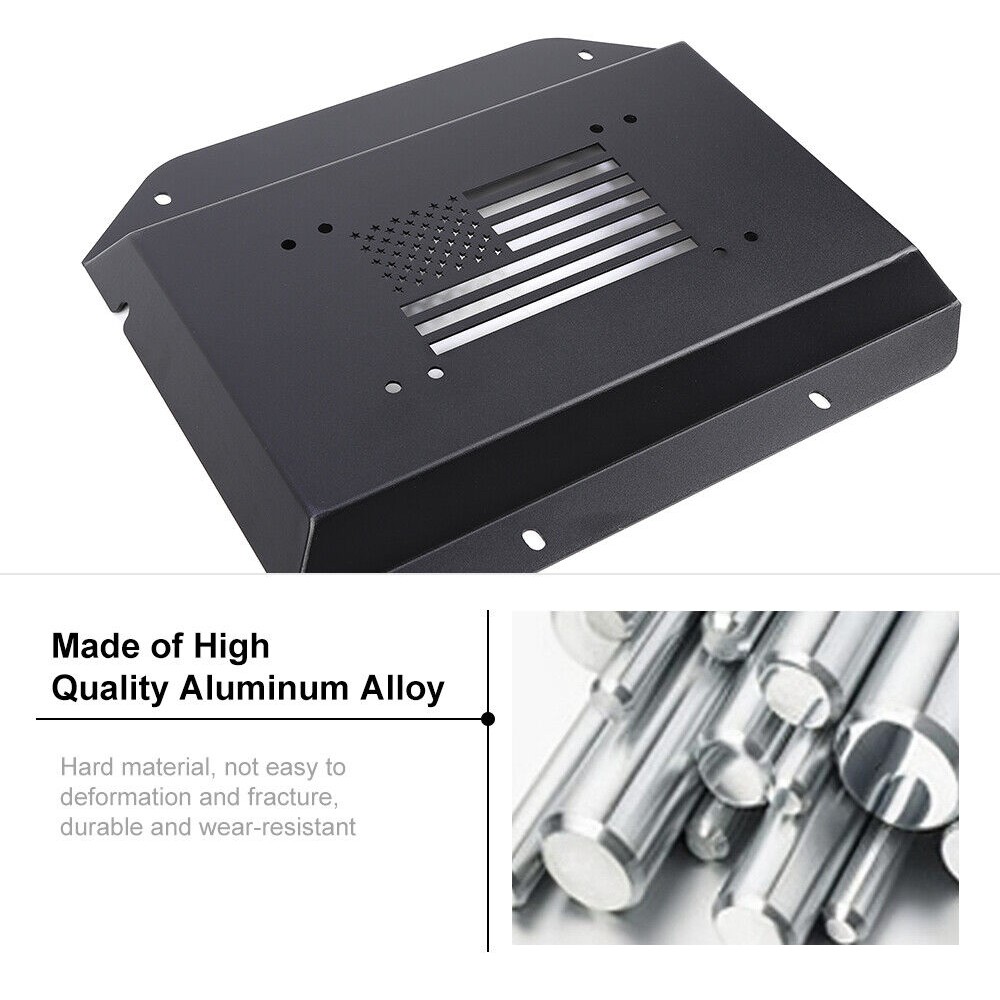 Made of High
Quality Aluminum Alloy
Hard material, not easy to
deformation and fracture,
durable and wear-resistant